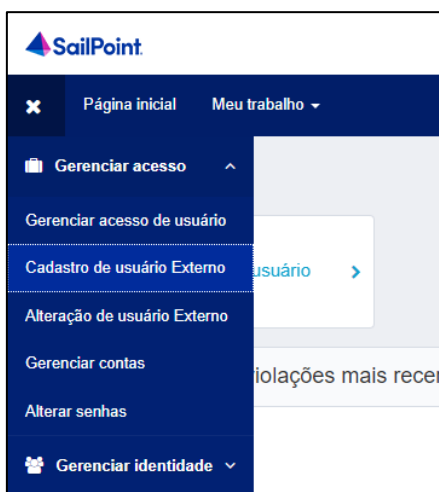 SailPoint
Página inicial Meu trabalho
Gerenciar acesso
Gerenciar acesso de usuário
Cadastro de usuário Externo
usuário
Alteração de usuário Externo
Gerenciar contas
iolações mais recer
Alterar senhas
Gerenciar identidade